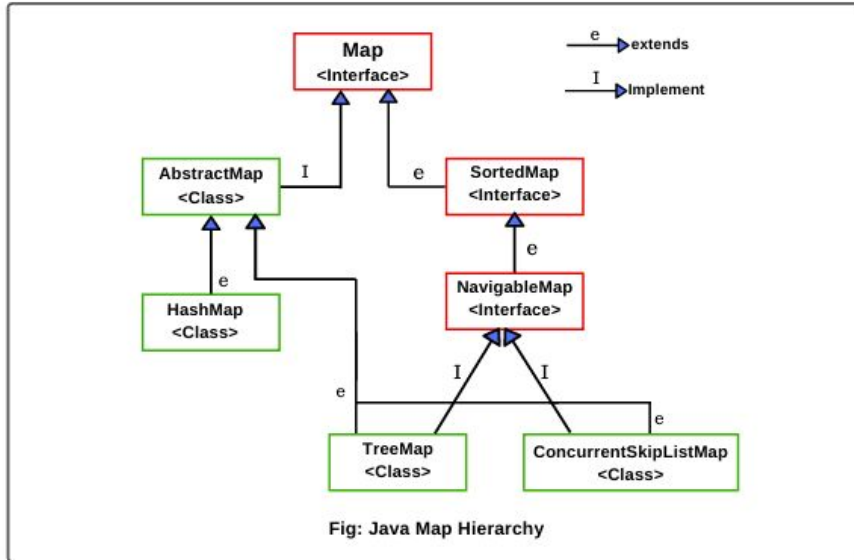 Map
<Interface>
e
extends
I
Implement
AbstractMap
<Class>
I
e
SortedMap
<Interface>
e
e
HashMap
<Class>
NavigableMap
<Interface>
I
I
e
e
TreeMap
<Class>
ConcurrentSkipListMap
<Class>
Fig: Java Map Hierarchy